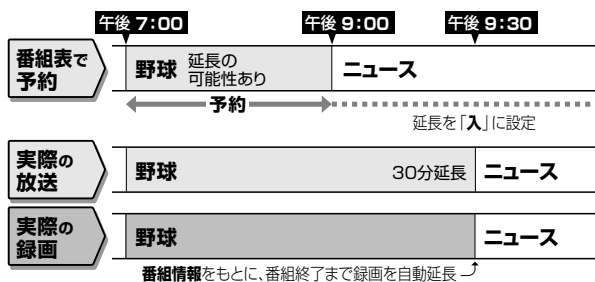 午後 7:00 午後 9:00 午後 9:30
番組表で
予約
野球 延長の
可能性あり
ニュース
予約
延長を「入」に設定
実際の
放送
野球 30分延長 ニュース
実際の
録画
野球 ニュース
番組情報をもとに、番組終了まで録画を自動延長